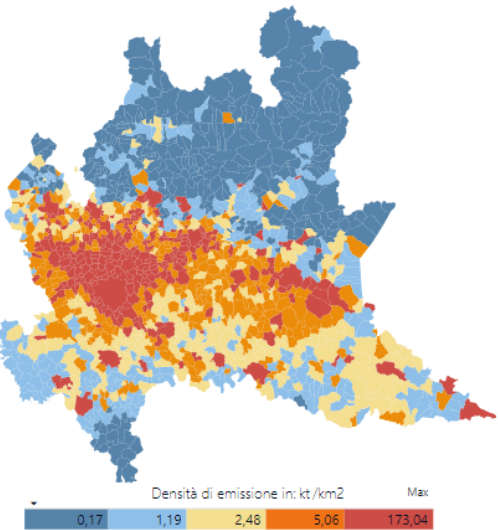 Densità di emissione in: kt/km2 Max
0,17 1,19 2,48 5,06 173,04